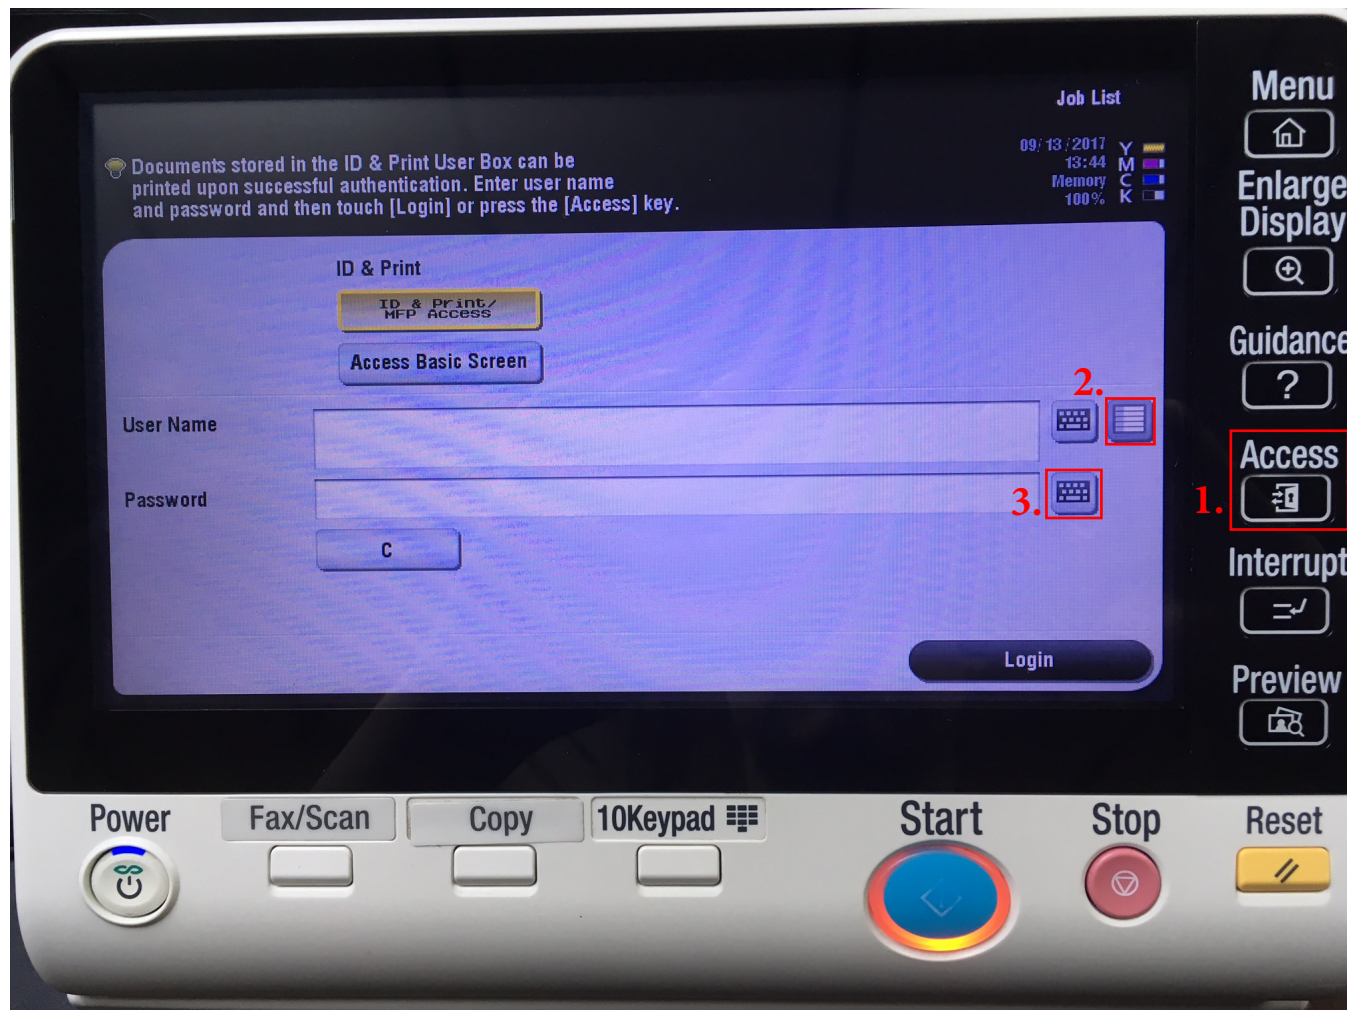 Job List
09/13/2017
13:44
Memory
100%
Y
M
C
K
Documents stored in the ID & Print User Box can be
printed upon successful authentication. Enter user name
and password and then touch [Login] or press the [Access] key.
ID & Print
ID & Print/
MFP Access
Access Basic Screen
User Name
2.
Password
3.
C
Login
Menu
Enlarge
Display
Guidance
?
Access
1.
Interrupt
Preview
Power
Fax/Scan
Copy
10Keypad
Start
Stop
Reset